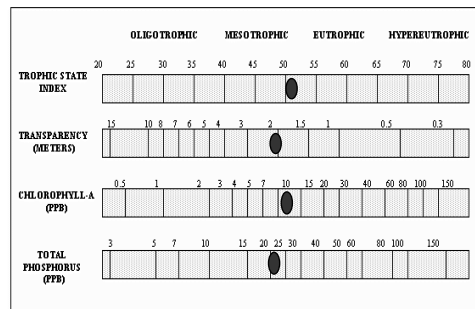 OLIGOTROPHIC MESOTROPHIC EUTROPHIC HYPEREUTROPHIC
20 25 30 35 40 45 50 55 60 65 70 75 80
TROPHIC STATE
INDEX
15 10 8 7 6 5 4 3 2 1.5 1 0.5 0.3
TRANSPARENCY
(METERS)
0.5 1 2 3 4 5 7 10 15 20 30 40 60 80 100 150
CHLOROPHYLL-A
(PPB)
3 5 7 10 15 20 25 30 40 50 60 80 100 150
TOTAL
PHOSPHORUS
(PPB)